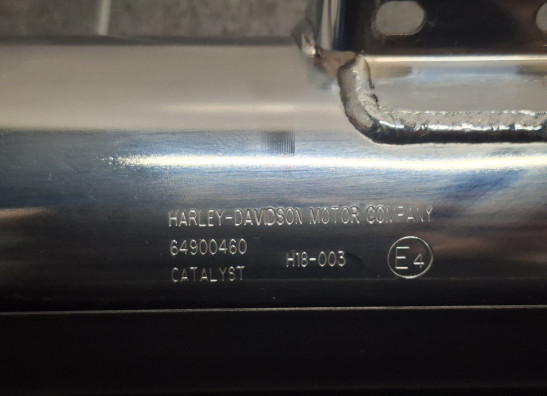 HARLEY-DAVIDSON MOTOR COMPANY
64900460 H18-003 E4
CATALYST